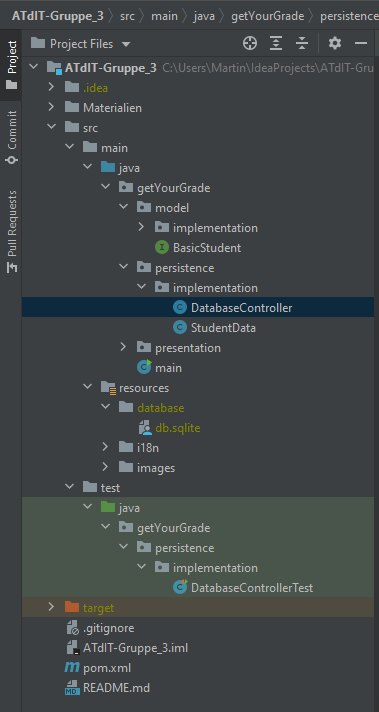 ATdIT-Gruppe_3 〉 src 〉 main 〉 java 〉 getYourGrade 〉 persistence
Project
Commit
Pull Requests
Project Files
ATdIT-Gruppe_3 C:\Users\Martin\IdeaProjects\ATdIT-Gru
.idea
Materialien
src
main
java
getYourGrade
model
implementation
BasicStudent
persistence
implementation
DatabaseController
StudentData
presentation
main
resources
database
db.sqlite
i18n
images
test
java
getYourGrade
persistence
implementation
DatabaseControllerTest
target
.gitignore
ATdIT-Gruppe_3.iml
pom.xml
README.md